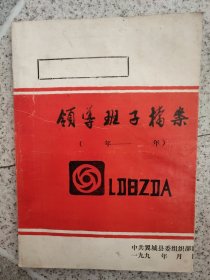 领导班子档案
（ 年—— 年）
LDBZDA
中共翼城县委组织部
一九九 年 月